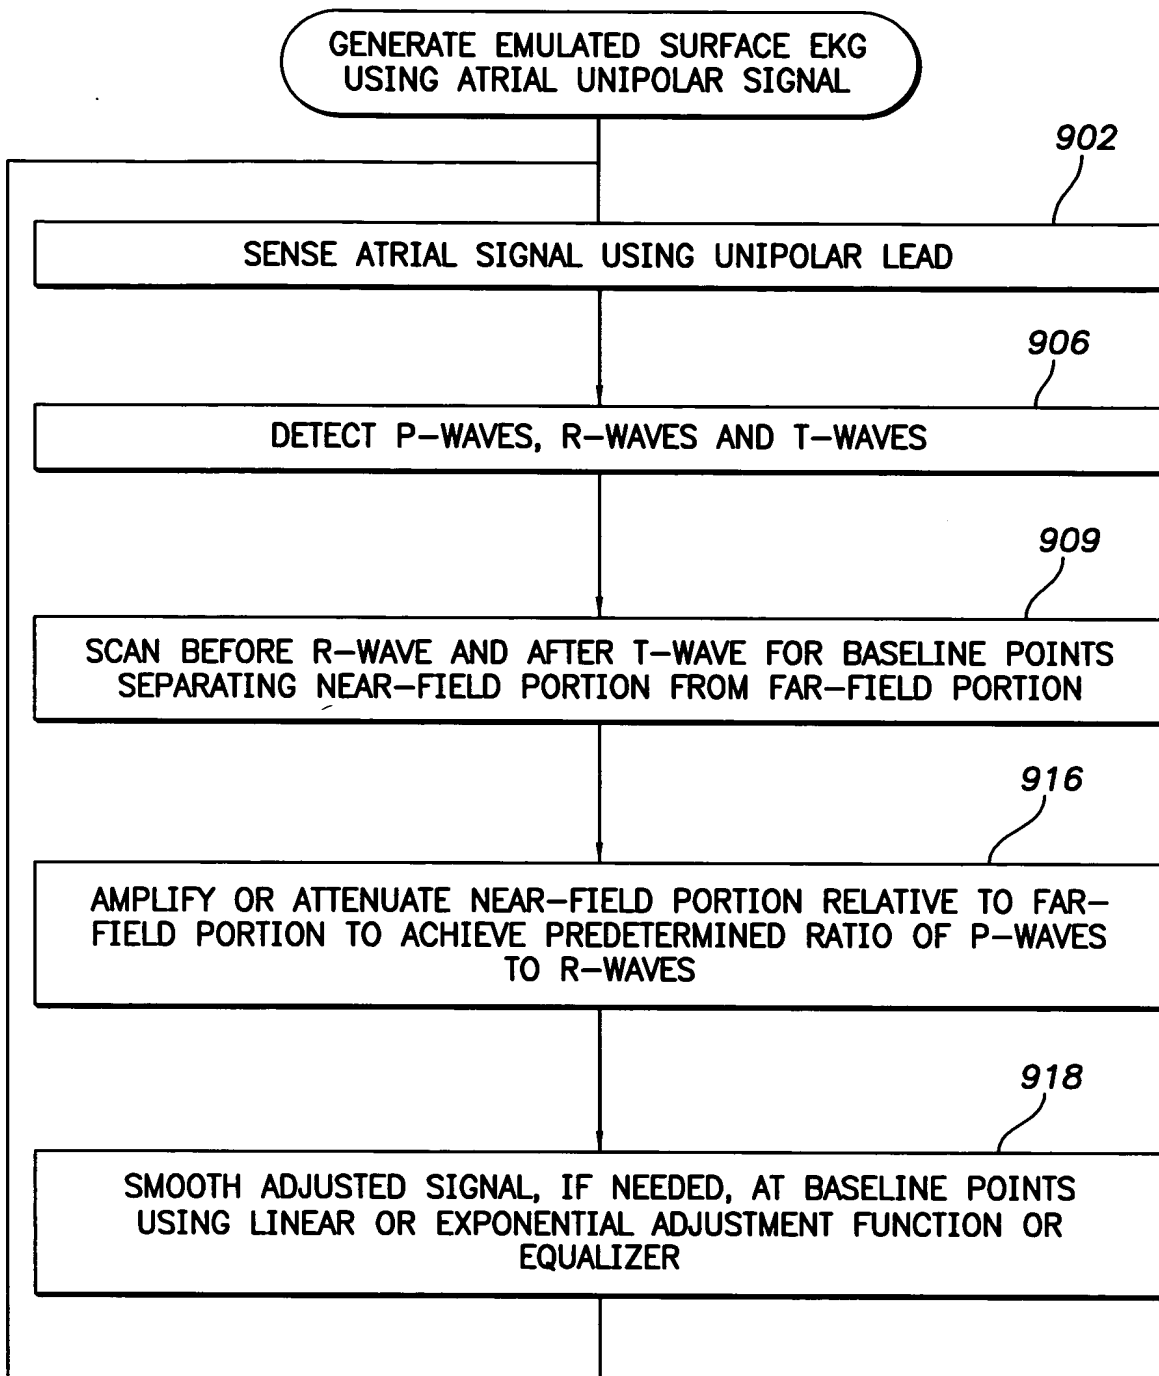 GENERATE EMULATED SURFACE EKG
USING ATRIAL UNIPOLAR SIGNAL
902
SENSE ATRIAL SIGNAL USING UNIPOLAR LEAD
906
DETECT P-WAVES, R-WAVES AND T-WAVES
909
SCAN BEFORE R-WAVE AND AFTER T-WAVE FOR BASELINE POINTS
SEPARATING NEAR-FIELD PORTION FROM FAR-FIELD PORTION
916
AMPLIFY OR ATTENUATE NEAR-FIELD PORTION RELATIVE TO FAR-
FIELD PORTION TO ACHIEVE PREDETERMINED RATIO OF P-WAVES
TO R-WAVES
918
SMOOTH ADJUSTED SIGNAL, IF NEEDED, AT BASELINE POINTS
USING LINEAR OR EXPONENTIAL ADJUSTMENT FUNCTION OR
EQUALIZER